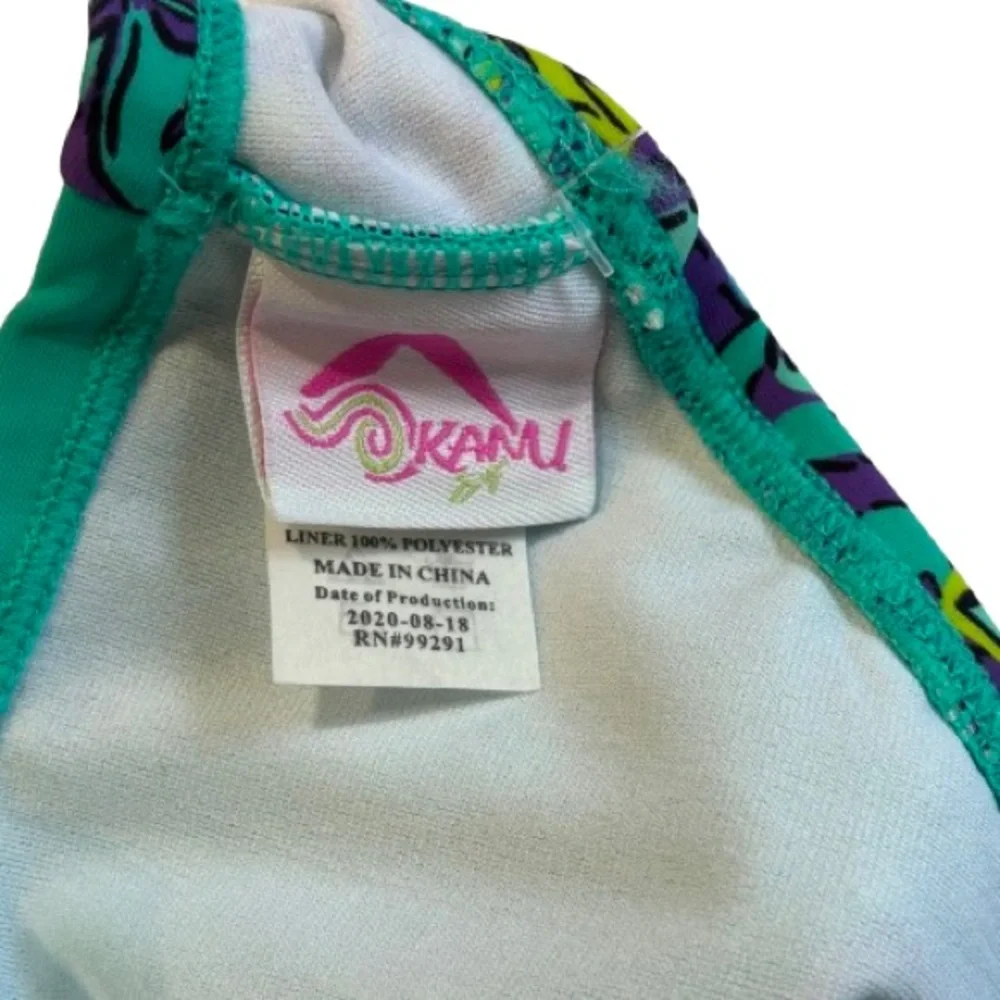 KANU
LINER 100% POLYESTER
MADE IN CHINA
Date of Production:
2020-08-18
RN#99291